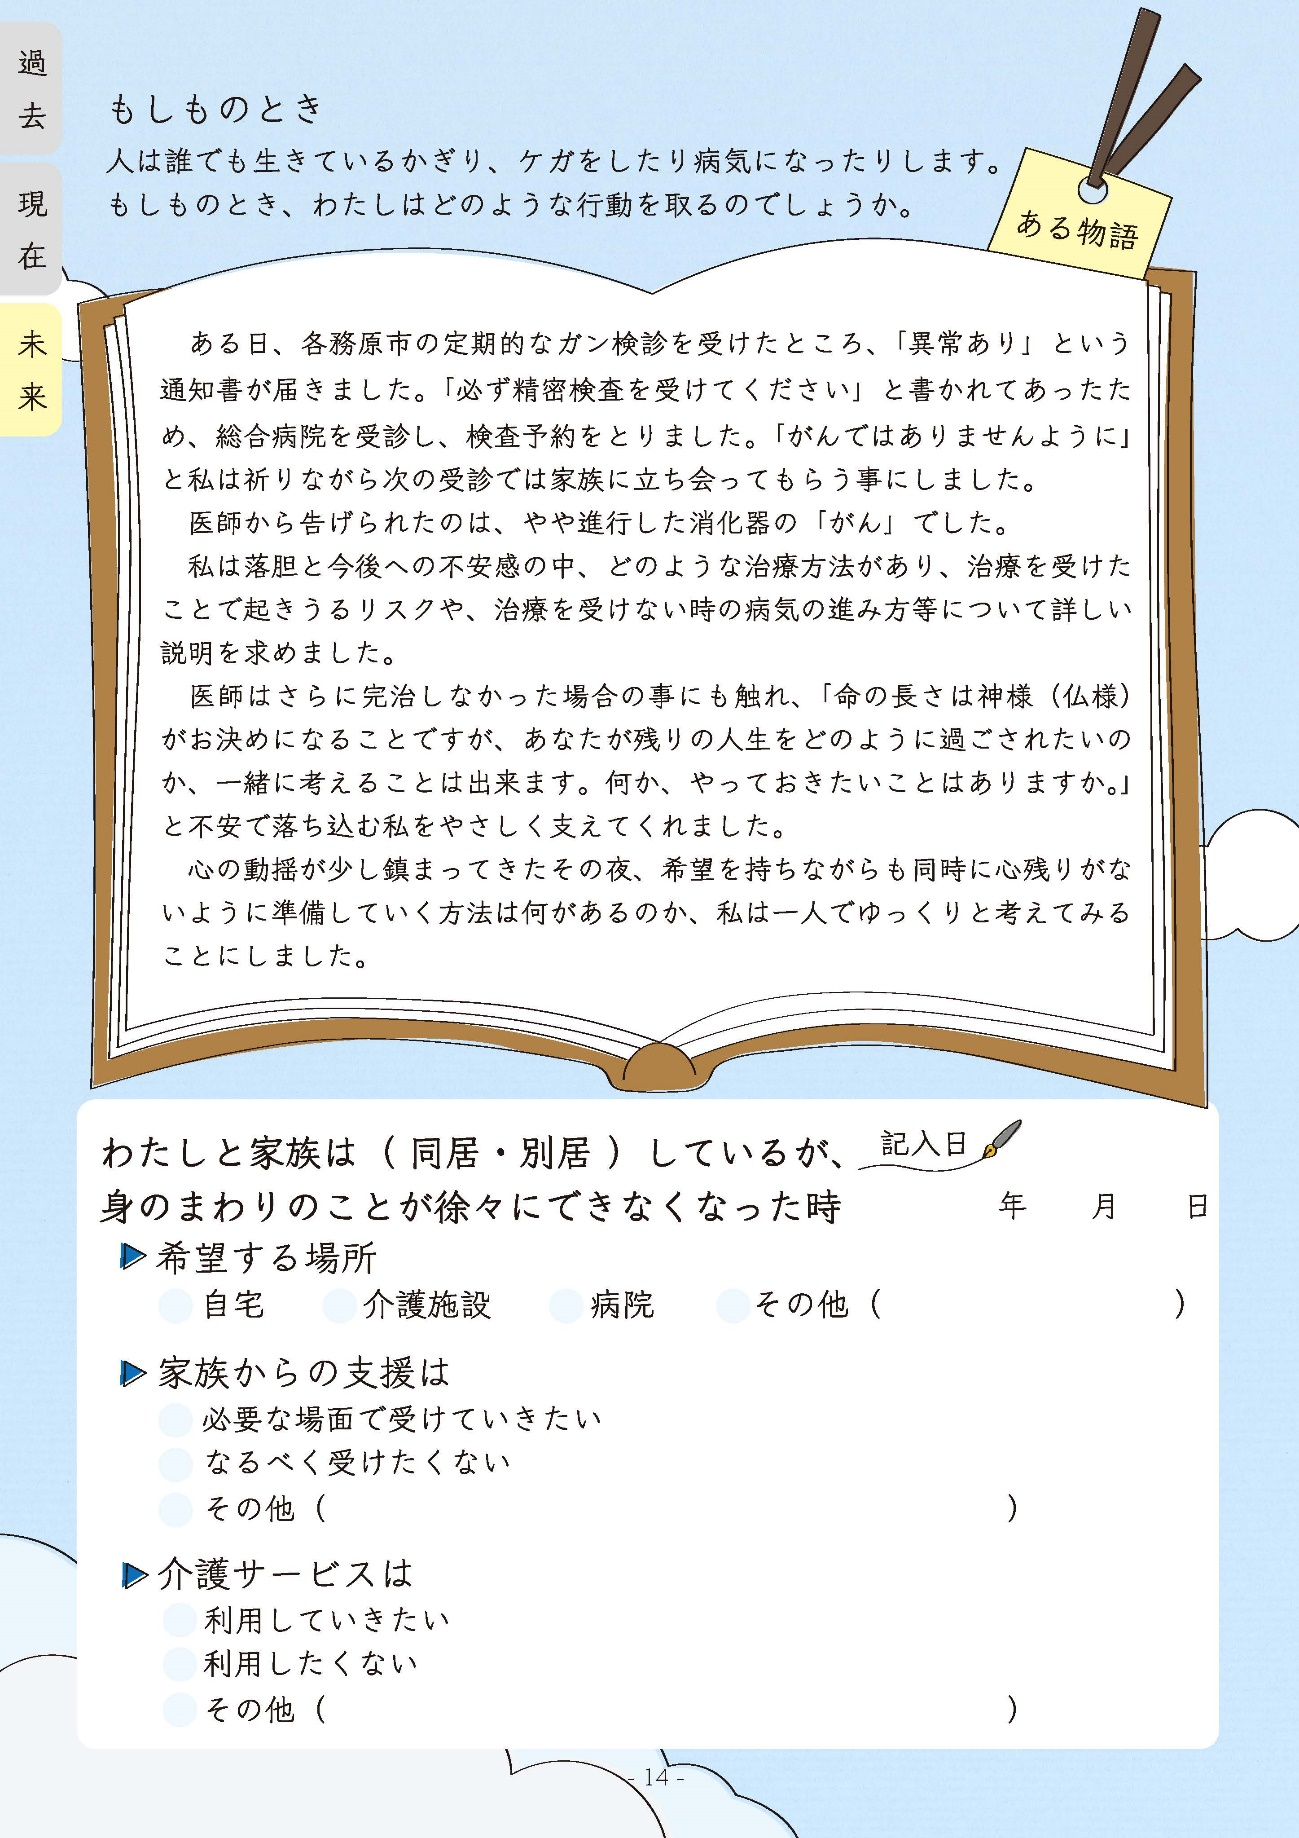 過去
現在
未来
もしものとき
人は誰でも生きているかぎり、ケガをしたり病気になったりします。
もしものとき、わたしはどのような行動を取るのでしょうか。
ある物語
ある日、各務原市の定期的なガン検診を受けたところ、「異常あり」という
通知書が届きました。「必ず精密検査を受けてください」と書かれてあったた
め、総合病院を受診し、検査予約をとりました。「がんではありませんように」
と私は祈りながら次の受診では家族に立ち会ってもらう事にしました。
医師から告げられたのは、やや進行した消化器の「がん」でした。
私は落胆と今後への不安感の中、どのような治療方法があり、治療を受けた
ことで起きうるリスクや、治療を受けない時の病気の進み方等について詳しい
説明を求めました。
医師はさらに完治しなかった場合の事にも触れ、「命の長さは神様（仏様）
がお決めになることですが、あなたが残りの人生をどのように過ごされたいの
か、一緒に考えることは出来ます。何か、やっておきたいことはありますか。」
と不安で落ち込む私をやさしく支えてくれました。
心の動揺が少し鎮まってきたその夜、希望を持ちながらも同時に心残りがな
いように準備していく方法は何があるのか、私は一人でゆっくりと考えてみる
ことにしました。
わたしと家族は（ 同居・別居 ）しているが、
記入日
身のまわりのことが徐々にできなくなった時
年 月 日
希望する場所
自宅 介護施設 病院 その他（ ）
家族からの支援は
必要な場面で受けていきたい
なるべく受けたくない
その他（ ）
介護サービスは
利用していきたい
利用したくない
その他（ ）
- 14 -